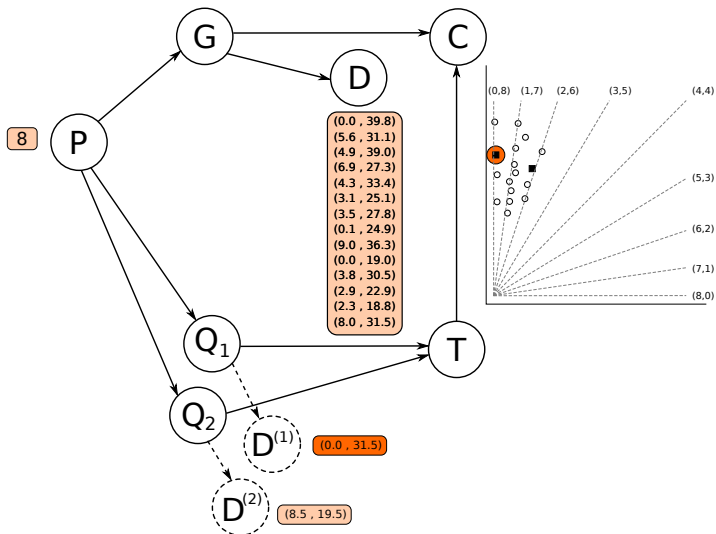 G
C
D
P
8
(0.0 , 39.8)
(5.6 , 31.1)
(4.9 , 39.0)
(6.9 , 27.3)
(4.3 , 33.4)
(3.1 , 25.1)
(3.5 , 27.8)
(0.1 , 24.9)
(9.0 , 36.3)
(0.0 , 19.0)
(3.8 , 30.5)
(2.9 , 22.9)
(2.3 , 18.8)
(8.0 , 31.5)
(0,8) (1,7) (2,6) (3,5) (4,4)
(5,3)
(6,2)
(7,1)
(8,0)
Q₁
T
Q₂
D⁽¹⁾
(0.0 , 31.5)
D⁽²⁾
(8.5 , 19.5)